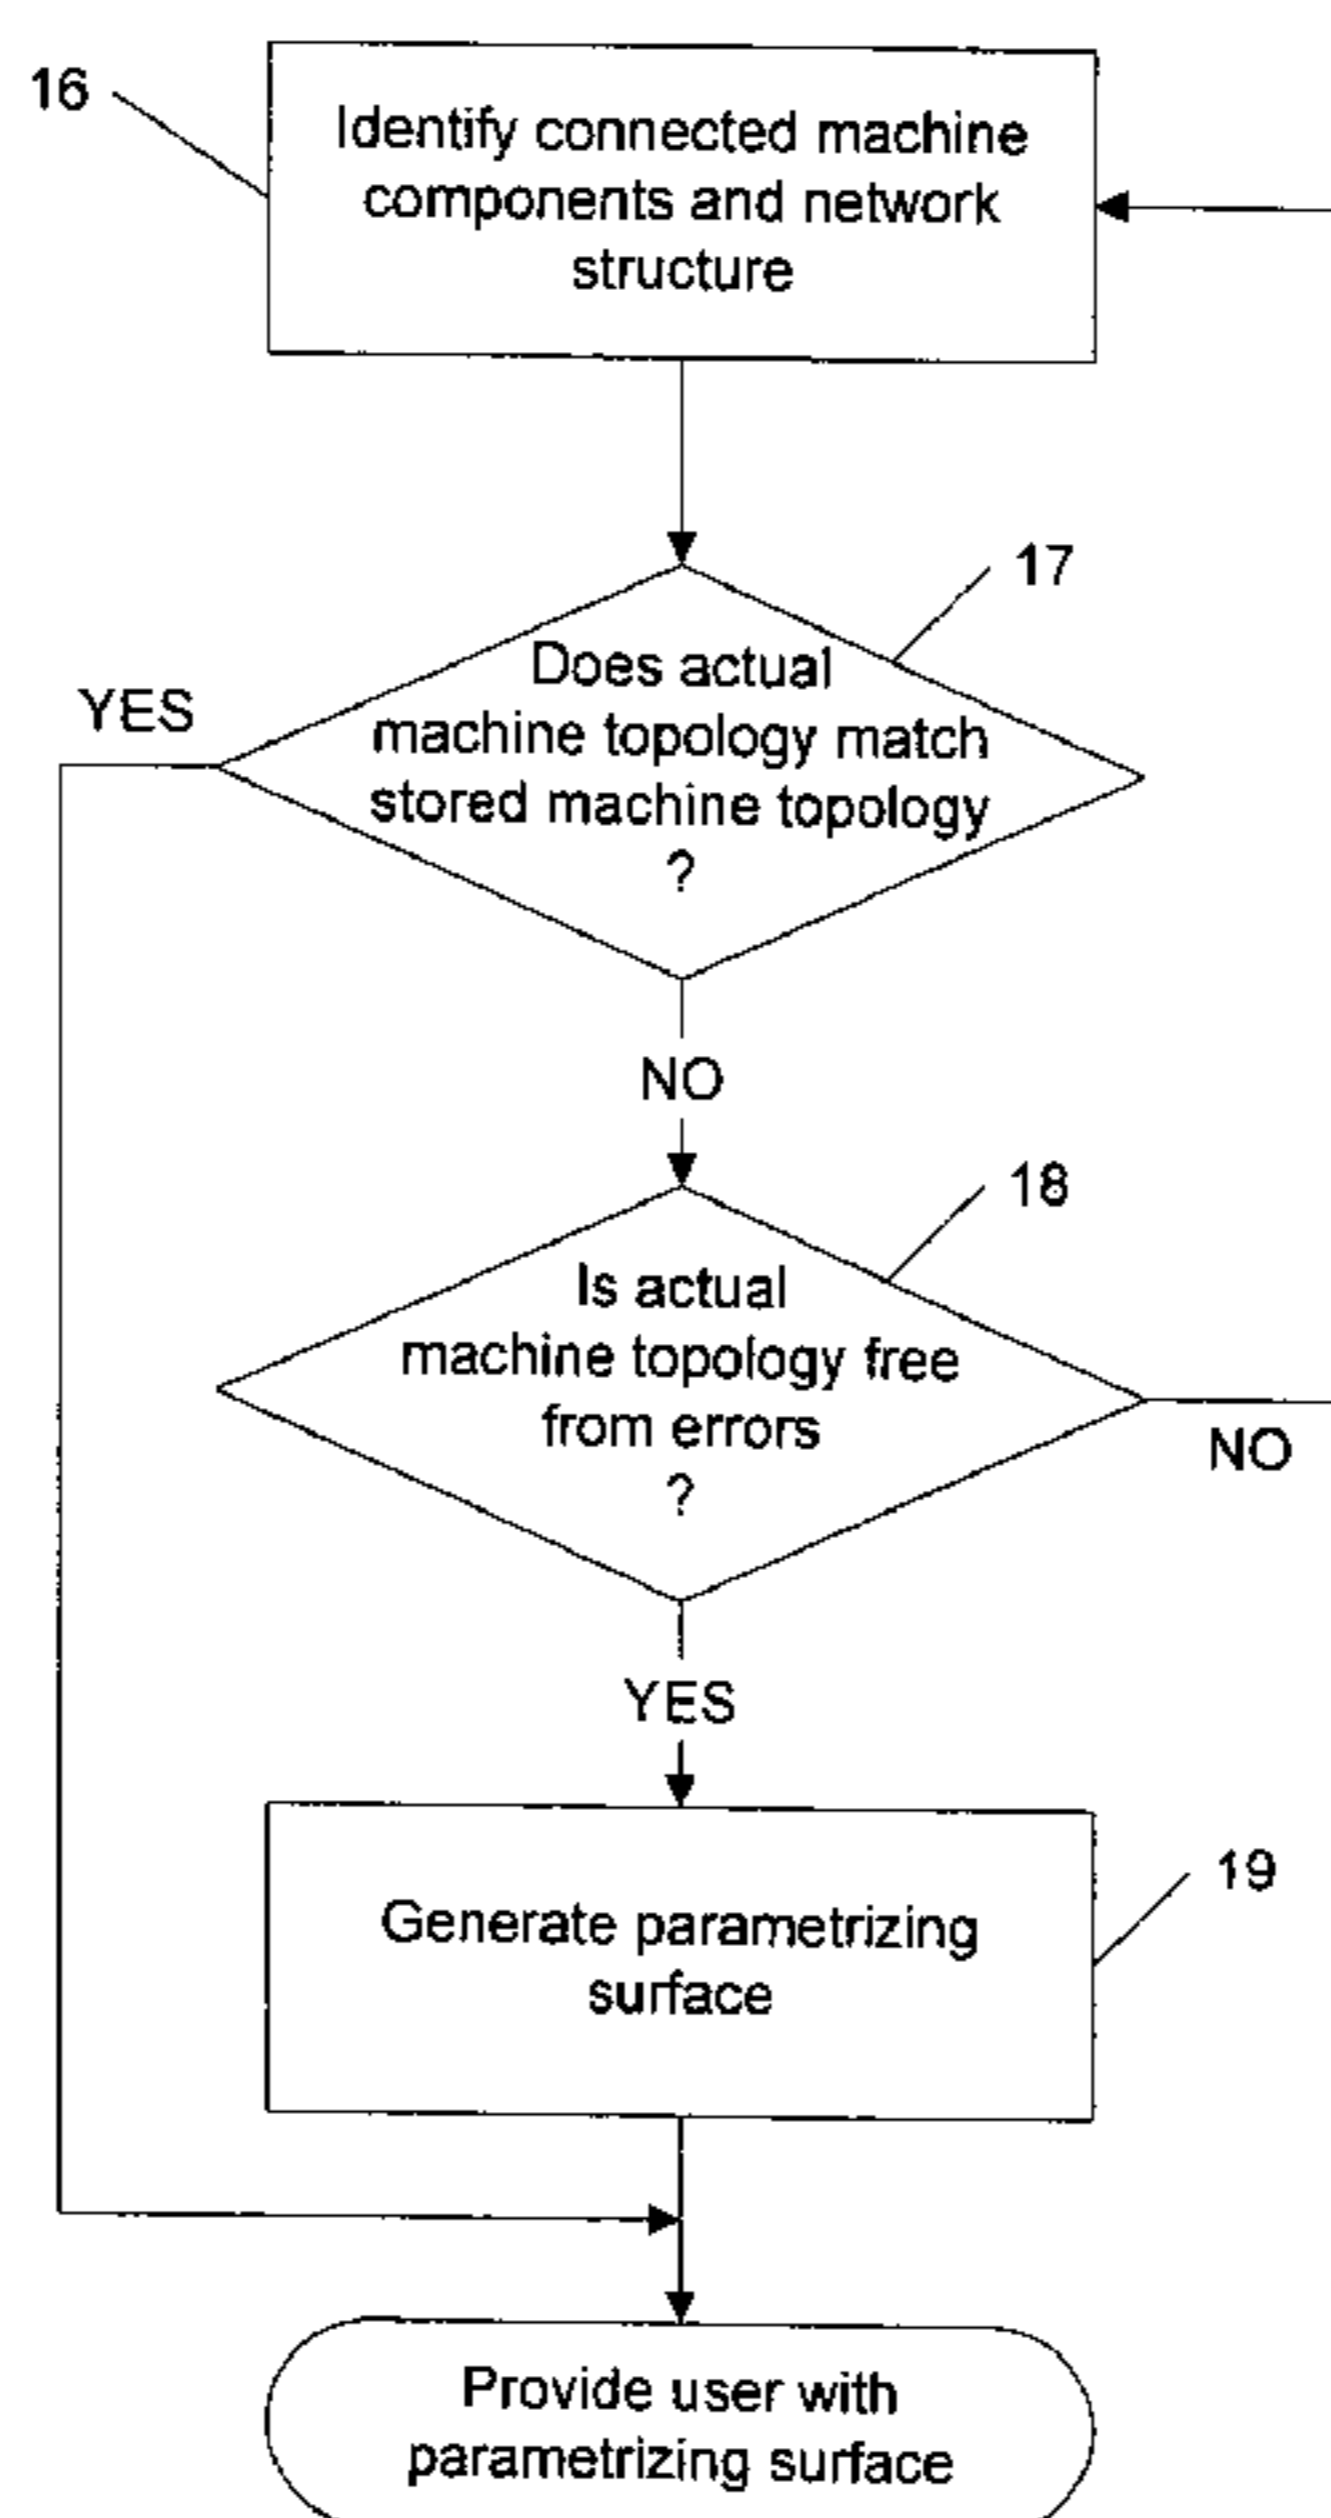 16
Identify connected machine
components and network
structure
17
Does actual
machine topology match
stored machine topology
?
YES
NO
18
Is actual
machine topology free
from errors
?
NO
YES
19
Generate parametrizing
surface
Provide user with
parametrizing surface